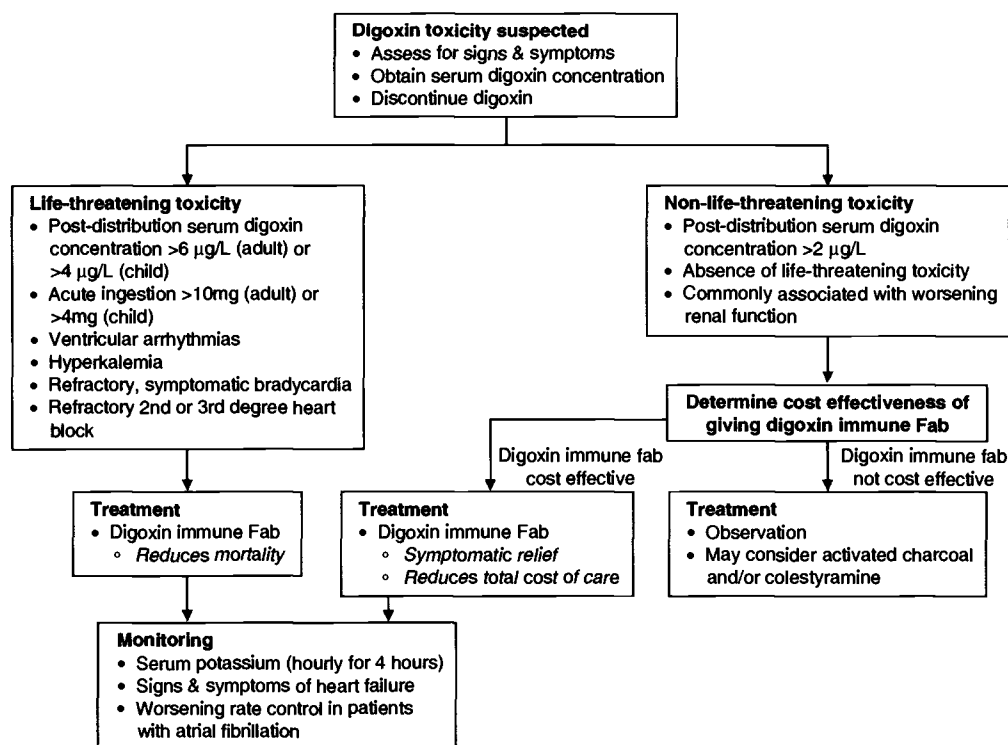 Digoxin toxicity suspected
• Assess for signs & symptoms
• Obtain serum digoxin concentration
• Discontinue digoxin
Life-threatening toxicity
• Post-distribution serum digoxin
concentration >6 µg/L (adult) or
>4 µg/L (child)
• Acute ingestion >10mg (adult) or
>4mg (child)
• Ventricular arrhythmias
• Hyperkalemia
• Refractory, symptomatic bradycardia
• Refractory 2nd or 3rd degree heart
block
Non-life-threatening toxicity
• Post-distribution serum digoxin
concentration >2 µg/L
• Absence of life-threatening toxicity
• Commonly associated with worsening
renal function
Determine cost effectiveness of
giving digoxin immune Fab
Digoxin immune fab
cost effective
Digoxin immune fab
not cost effective
Treatment
• Digoxin immune Fab
○ Reduces mortality
Treatment
• Digoxin immune Fab
○ Symptomatic relief
○ Reduces total cost of care
Treatment
• Observation
• May consider activated charcoal
and/or colestyramine
Monitoring
• Serum potassium (hourly for 4 hours)
• Signs & symptoms of heart failure
• Worsening rate control in patients
with atrial fibrillation